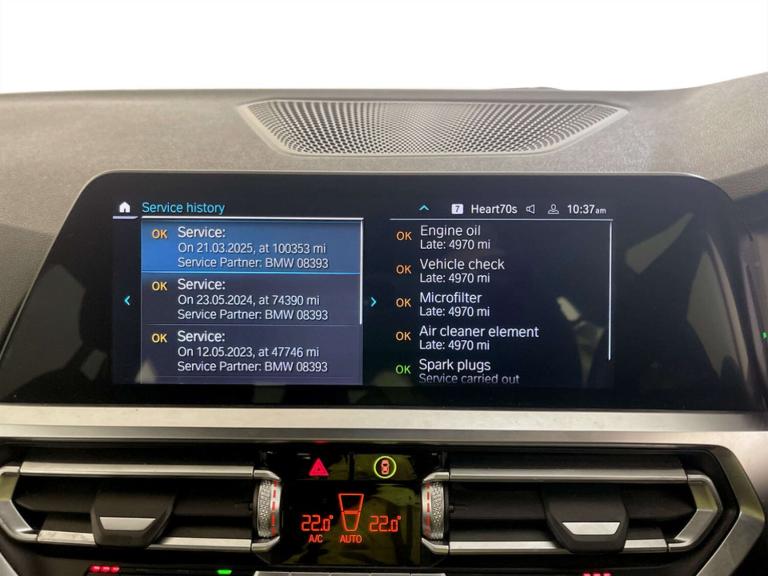 Service history
7 Heart70s 10:37am
OK Service:
On 21.03.2025, at 100353 mi
Service Partner: BMW 08393
OK Service:
On 23.05.2024, at 74390 mi
Service Partner: BMW 08393
OK Service:
On 12.05.2023, at 47746 mi
Service Partner: BMW 08393
OK Engine oil
Late: 4970 mi
OK Vehicle check
Late: 4970 mi
OK Microfilter
Late: 4970 mi
OK Air cleaner element
Late: 4970 mi
OK Spark plugs
Service carried out
22.0° 22.0°
A/C AUTO